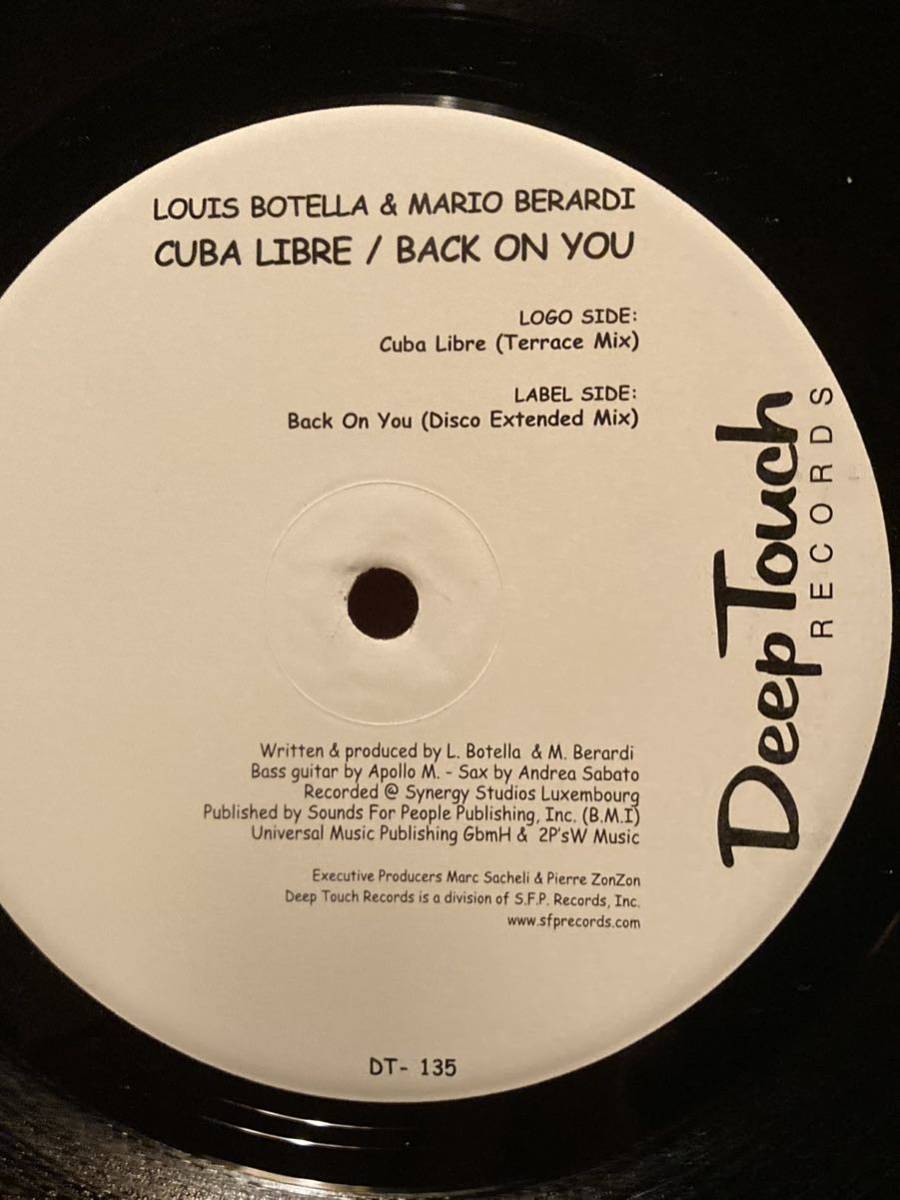 LOUIS BOTELLA & MARIO BERARDI
CUBA LIBRE / BACK ON YOU
LOGO SIDE:
Cuba Libre (Terrace Mix)
LABEL SIDE:
Back On You (Disco Extended Mix)
Deep Touch
RECORDS
Written & produced by L. Botella & M. Berardi
Bass guitar by Apollo M. - Sax by Andrea Sabato
Recorded @ Synergy Studios Luxembourg
Published by Sounds For People Publishing, Inc. (B.M.I)
Universal Music Publishing GbmH & 2P'sW Music
Executive Producers Marc Sacheli & Pierre ZonZon
Deep Touch Records is a division of S.F.P. Records, Inc.
www.sfprecords.com
DT- 135